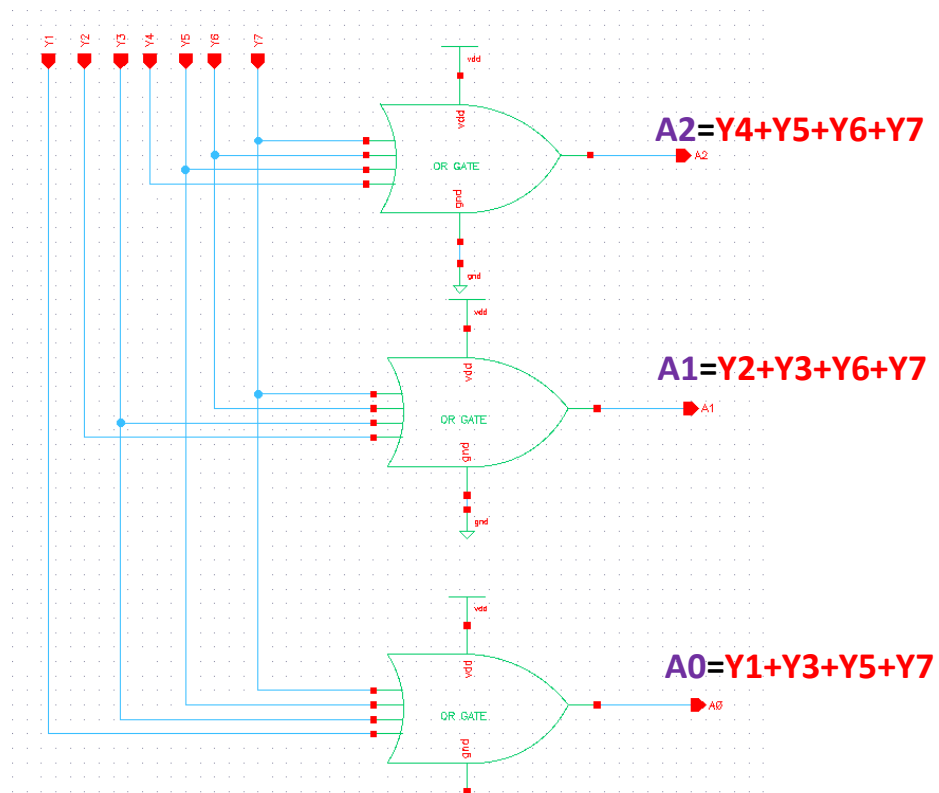 Y1 Y2 Y3 Y4 Y5 Y6 Y7
vdd
vdd
OR GATE
gnd
gnd
A2=Y4+Y5+Y6+Y7
A2
vdd
vdd
OR GATE
gnd
gnd
A1=Y2+Y3+Y6+Y7
A1
vdd
vdd
OR GATE
gnd
A0=Y1+Y3+Y5+Y7
A0